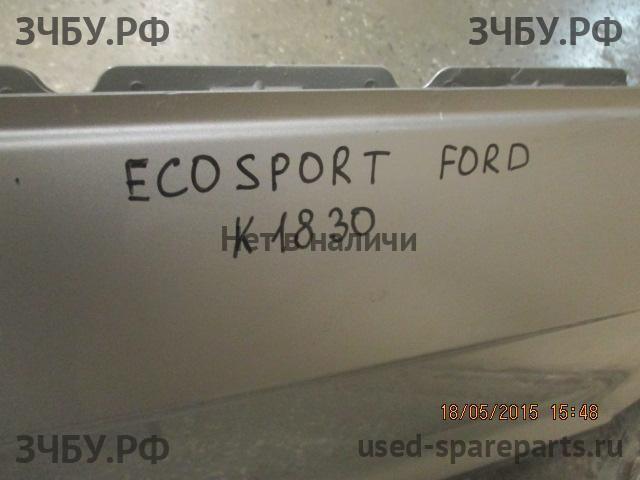 ЗЧБУ.РФ ЗЧБУ.РФ
ECOSPORT FORD
K1830
Нет в наличи
18/05/2015 15:48
ЗЧБУ.РФ used-spareparts.ru